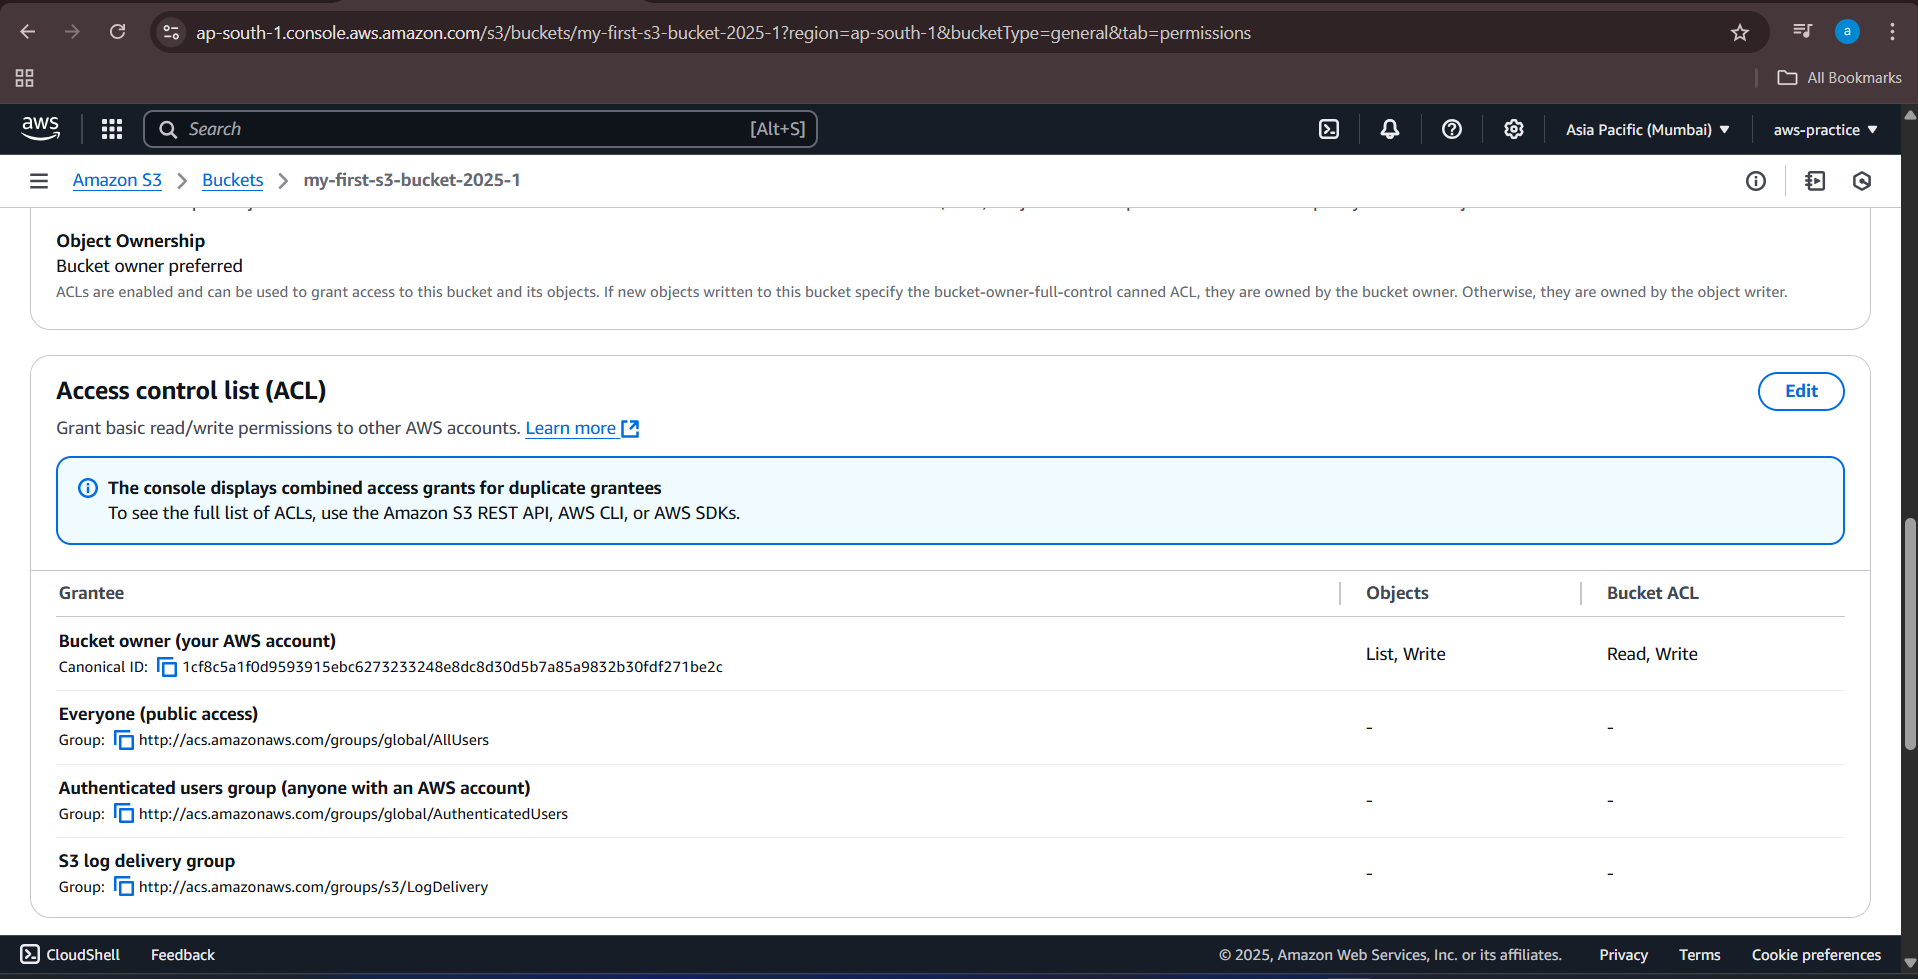 ap-south-1.console.aws.amazon.com/s3/buckets/my-first-s3-bucket-2025-1?region=ap-south-1&bucketType=general&tab=permissions
a
All Bookmarks
aws
Search
[Alt+S]
Asia Pacific (Mumbai)
aws-practice
Amazon S3
Buckets
my-first-s3-bucket-2025-1
Object Ownership
Bucket owner preferred
ACLs are enabled and can be used to grant access to this bucket and its objects. If new objects written to this bucket specify the bucket-owner-full-control canned ACL, they are owned by the bucket owner. Otherwise, they are owned by the object writer.
Access control list (ACL)
Edit
Grant basic read/write permissions to other AWS accounts. Learn more
The console displays combined access grants for duplicate grantees
To see the full list of ACLs, use the Amazon S3 REST API, AWS CLI, or AWS SDKs.
Grantee
Objects
Bucket ACL
Bucket owner (your AWS account)
Canonical ID: 1cf8c5a1f0d9593915ebc6273233248e8dc8d30d5b7a85a9832b30fdf271be2c
List, Write
Read, Write
Everyone (public access)
Group: http://acs.amazonaws.com/groups/global/AllUsers
-
-
Authenticated users group (anyone with an AWS account)
Group: http://acs.amazonaws.com/groups/global/AuthenticatedUsers
-
-
S3 log delivery group
Group: http://acs.amazonaws.com/groups/s3/LogDelivery
-
-
CloudShell
Feedback
© 2025, Amazon Web Services, Inc. or its affiliates.
Privacy
Terms
Cookie preferences